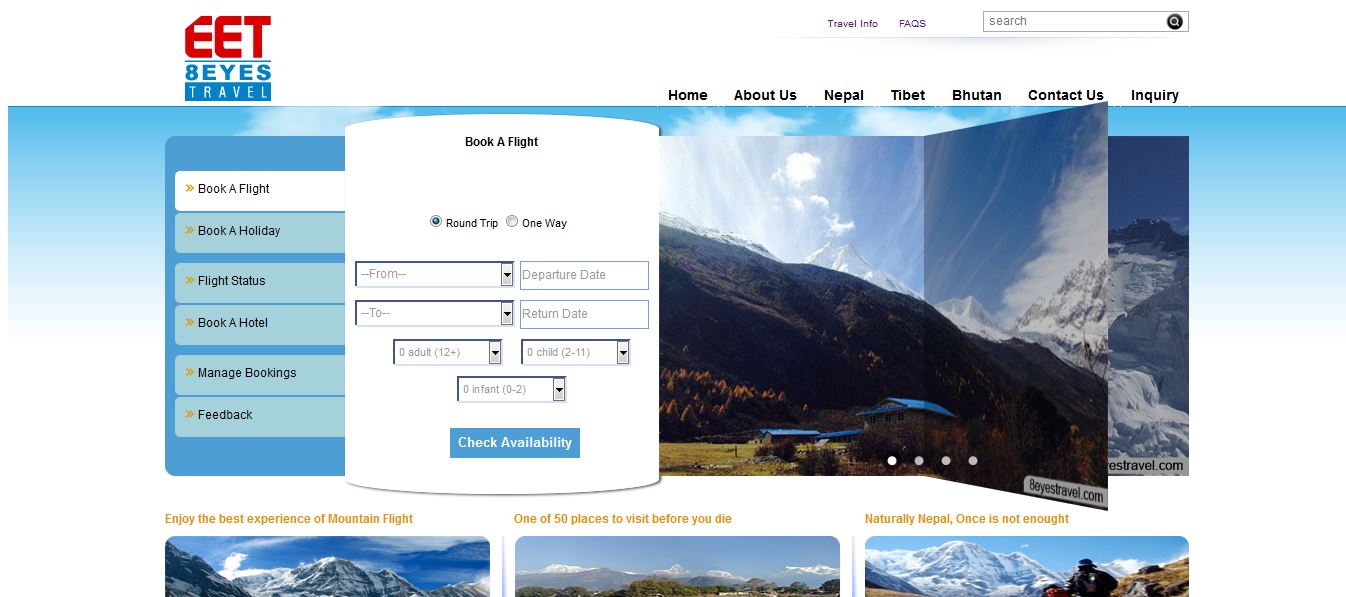 EET
8EYES
TRAVEL
Travel Info FAQS
search
Home About Us Nepal Tibet Bhutan Contact Us Inquiry
» Book A Flight
» Book A Holiday
» Flight Status
» Book A Hotel
» Manage Bookings
» Feedback
Book A Flight
Round Trip One Way
--From-- Departure Date
--To-- Return Date
0 adult (12+) 0 child (2-11)
0 infant (0-2)
Check Availability
8eyestravel.com
yestravel.com
Enjoy the best experience of Mountain Flight
One of 50 places to visit before you die
Naturally Nepal, Once is not enought